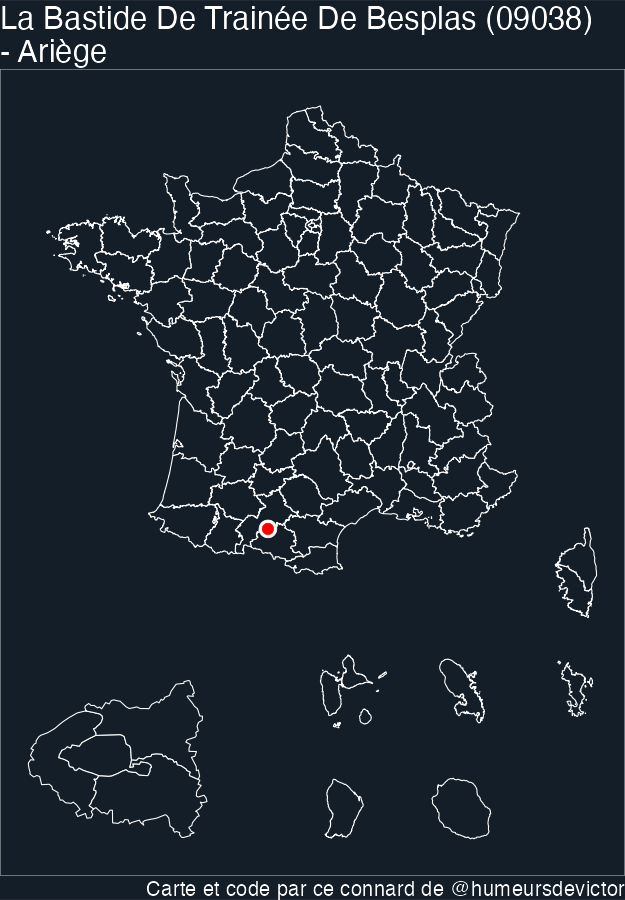 La Bastide De Trainée De Besplas (09038)
- Ariège
Carte et code par ce connard de @humeursdevictor